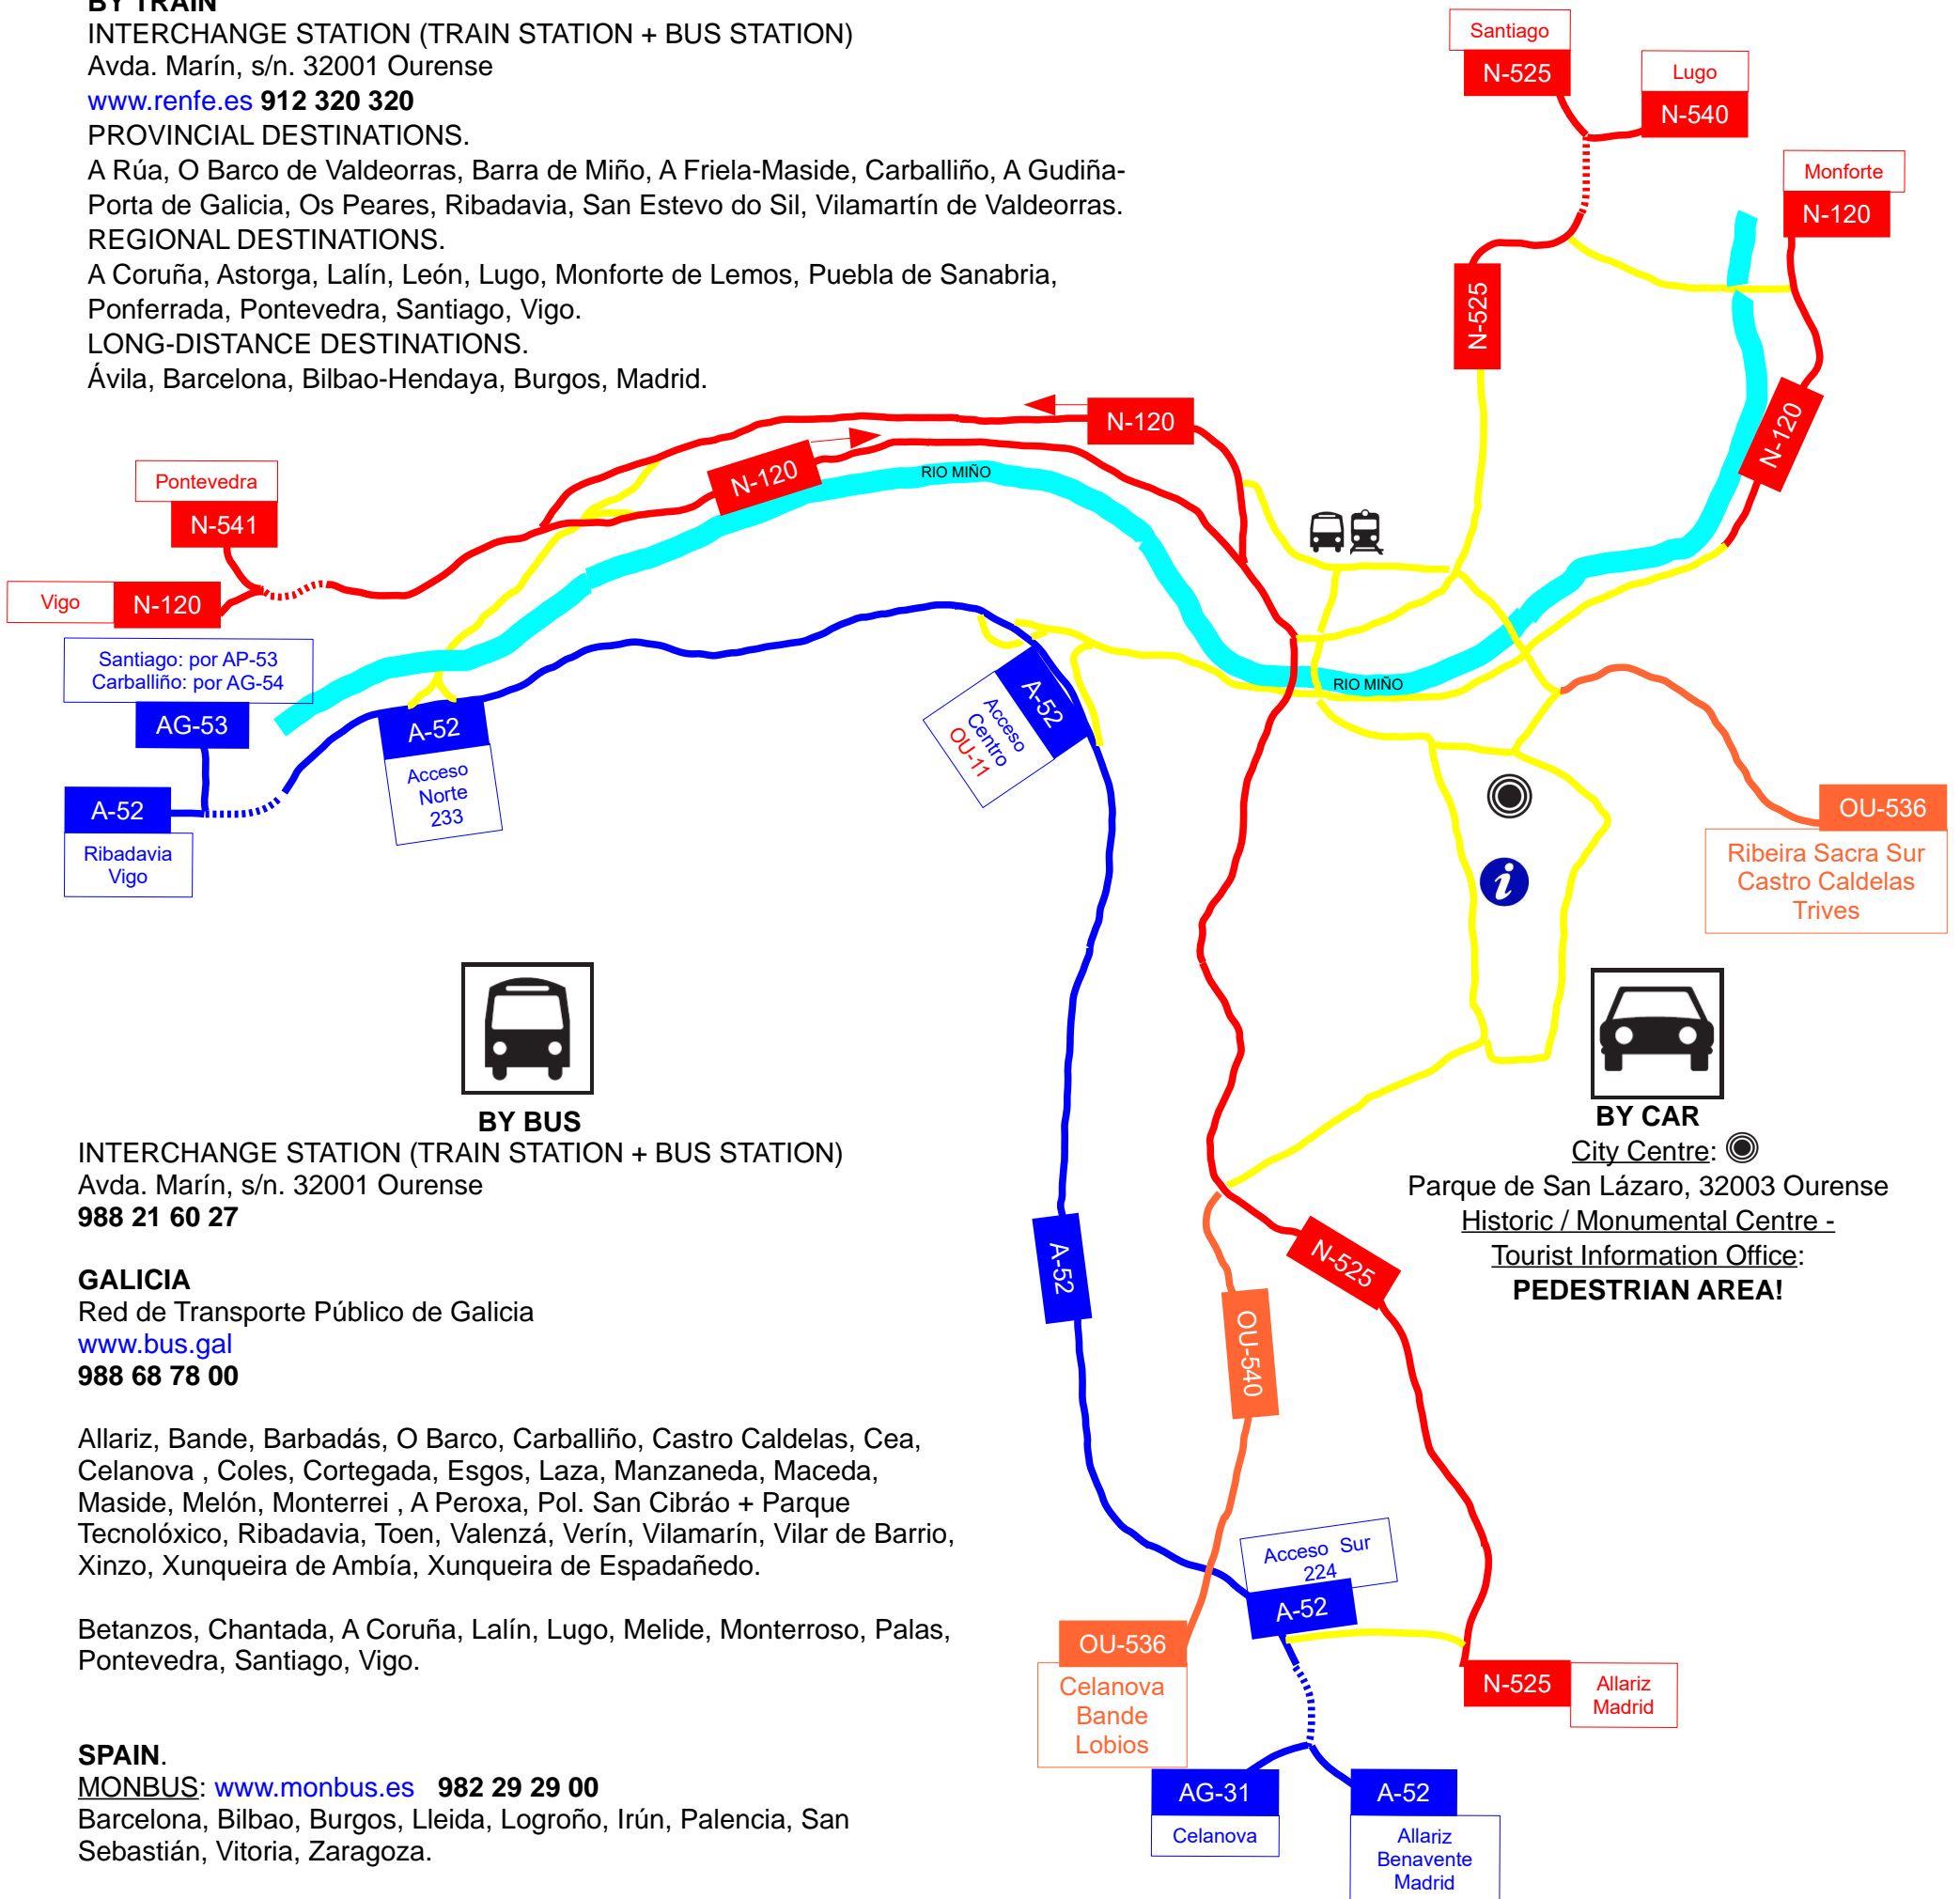 BY TRAIN
INTERCHANGE STATION (TRAIN STATION + BUS STATION)
Avda. Marín, s/n. 32001 Ourense
www.renfe.es 912 320 320
PROVINCIAL DESTINATIONS.
A Rúa, O Barco de Valdeorras, Barra de Miño, A Friela-Maside, Carballiño, A Gudiña-
Porta de Galicia, Os Peares, Ribadavia, San Estevo do Sil, Vilamartín de Valdeorras.
REGIONAL DESTINATIONS.
A Coruña, Astorga, Lalín, León, Lugo, Monforte de Lemos, Puebla de Sanabria,
Ponferrada, Pontevedra, Santiago, Vigo.
LONG-DISTANCE DESTINATIONS.
Ávila, Barcelona, Bilbao-Hendaya, Burgos, Madrid.
Santiago
N-525
Lugo
N-540
Monforte
N-120
N-525
N-120
N-120
N-120
RIO MIÑO
Pontevedra
N-541
Vigo
N-120
Santiago: por AP-53
Carballiño: por AG-54
AG-53
A-52
Ribadavia
Vigo
A-52
Acceso
Norte
233
A-52
Acceso
Centro
OU-11
RIO MIÑO
OU-536
Ribeira Sacra Sur
Castro Caldelas
Trives
BY BUS
INTERCHANGE STATION (TRAIN STATION + BUS STATION)
Avda. Marín, s/n. 32001 Ourense
988 21 60 27
GALICIA
Red de Transporte Público de Galicia
www.bus.gal
988 68 78 00
Allariz, Bande, Barbadás, O Barco, Carballiño, Castro Caldelas, Cea,
Celanova , Coles, Cortegada, Esgos, Laza, Manzaneda, Maceda,
Maside, Melón, Monterrei , A Peroxa, Pol. San Cibráo + Parque
Tecnolóxico, Ribadavia, Toen, Valenzá, Verín, Vilamarín, Vilar de Barrio,
Xinzo, Xunqueira de Ambía, Xunqueira de Espadañedo.
Betanzos, Chantada, A Coruña, Lalín, Lugo, Melide, Monterroso, Palas,
Pontevedra, Santiago, Vigo.
SPAIN.
MONBUS: www.monbus.es 982 29 29 00
Barcelona, Bilbao, Burgos, Lleida, Logroño, Irún, Palencia, San
Sebastián, Vitoria, Zaragoza.
BY CAR
City Centre:
Parque de San Lázaro, 32003 Ourense
Historic / Monumental Centre -
Tourist Information Office:
PEDESTRIAN AREA!
A-52
N-525
OU-540
Acceso Sur
224
A-52
OU-536
Celanova
Bande
Lobios
N-525
Allariz
Madrid
AG-31
Celanova
A-52
Allariz
Benavente
Madrid
i